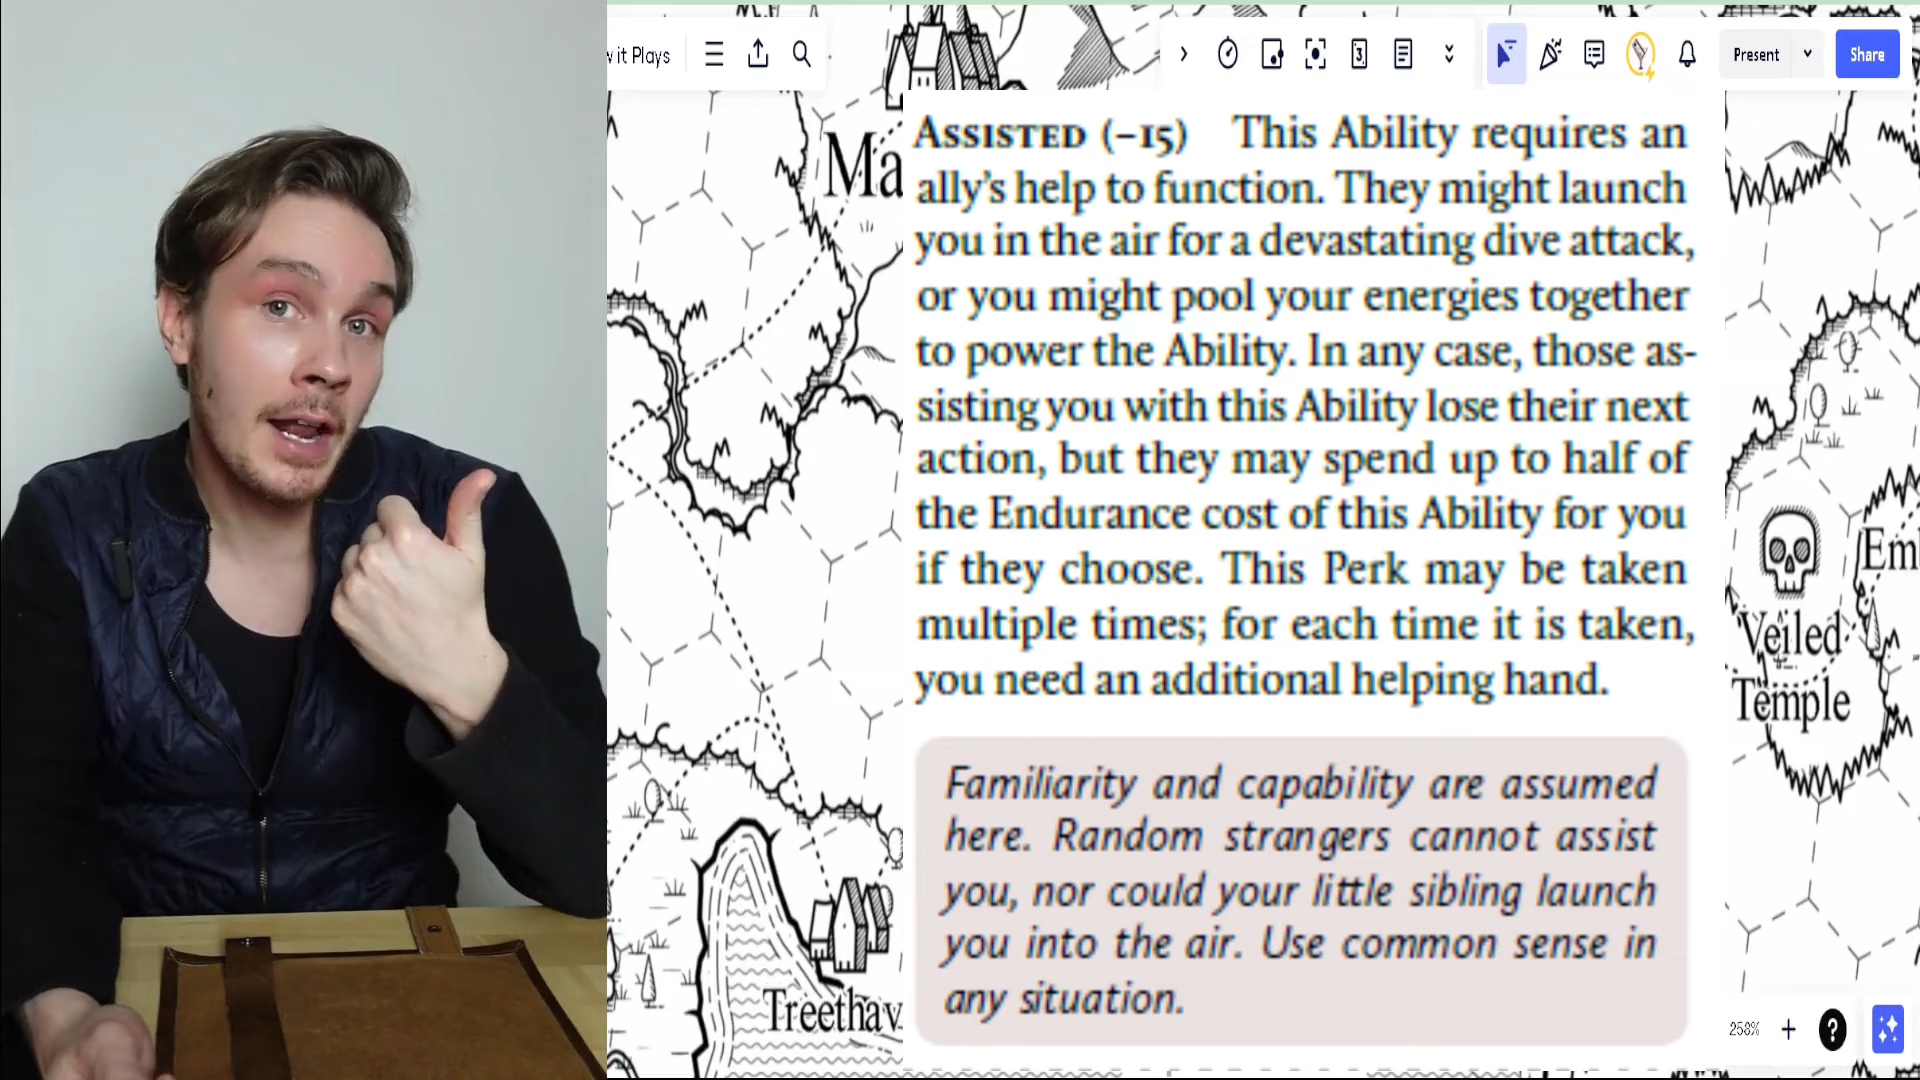 it Plays
Present
Share
Ma
ASSISTED (–15) This Ability requires an
ally’s help to function. They might launch
you in the air for a devastating dive attack,
or you might pool your energies together
to power the Ability. In any case, those as-
sisting you with this Ability lose their next
action, but they may spend up to half of
the Endurance cost of this Ability for you
if they choose. This Perk may be taken
multiple times; for each time it is taken,
you need an additional helping hand.
Familiarity and capability are assumed
here. Random strangers cannot assist
you, nor could your little sibling launch
you into the air. Use common sense in
any situation.
Em
Veiled
Temple
Treethav
258%